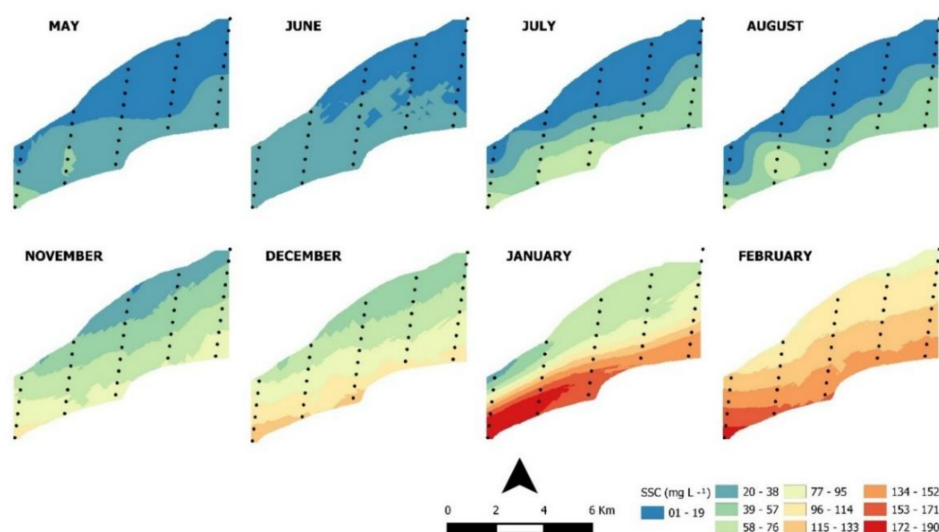 MAY JUNE JULY AUGUST
NOVEMBER DECEMBER JANUARY FEBRUARY
SSC (mg L -1) 20 - 38 77 - 95 134 - 152
01 - 19 39 - 57 96 - 114 153 - 171
0 2 4 6 Km 58 - 76 115 - 133 172 - 190